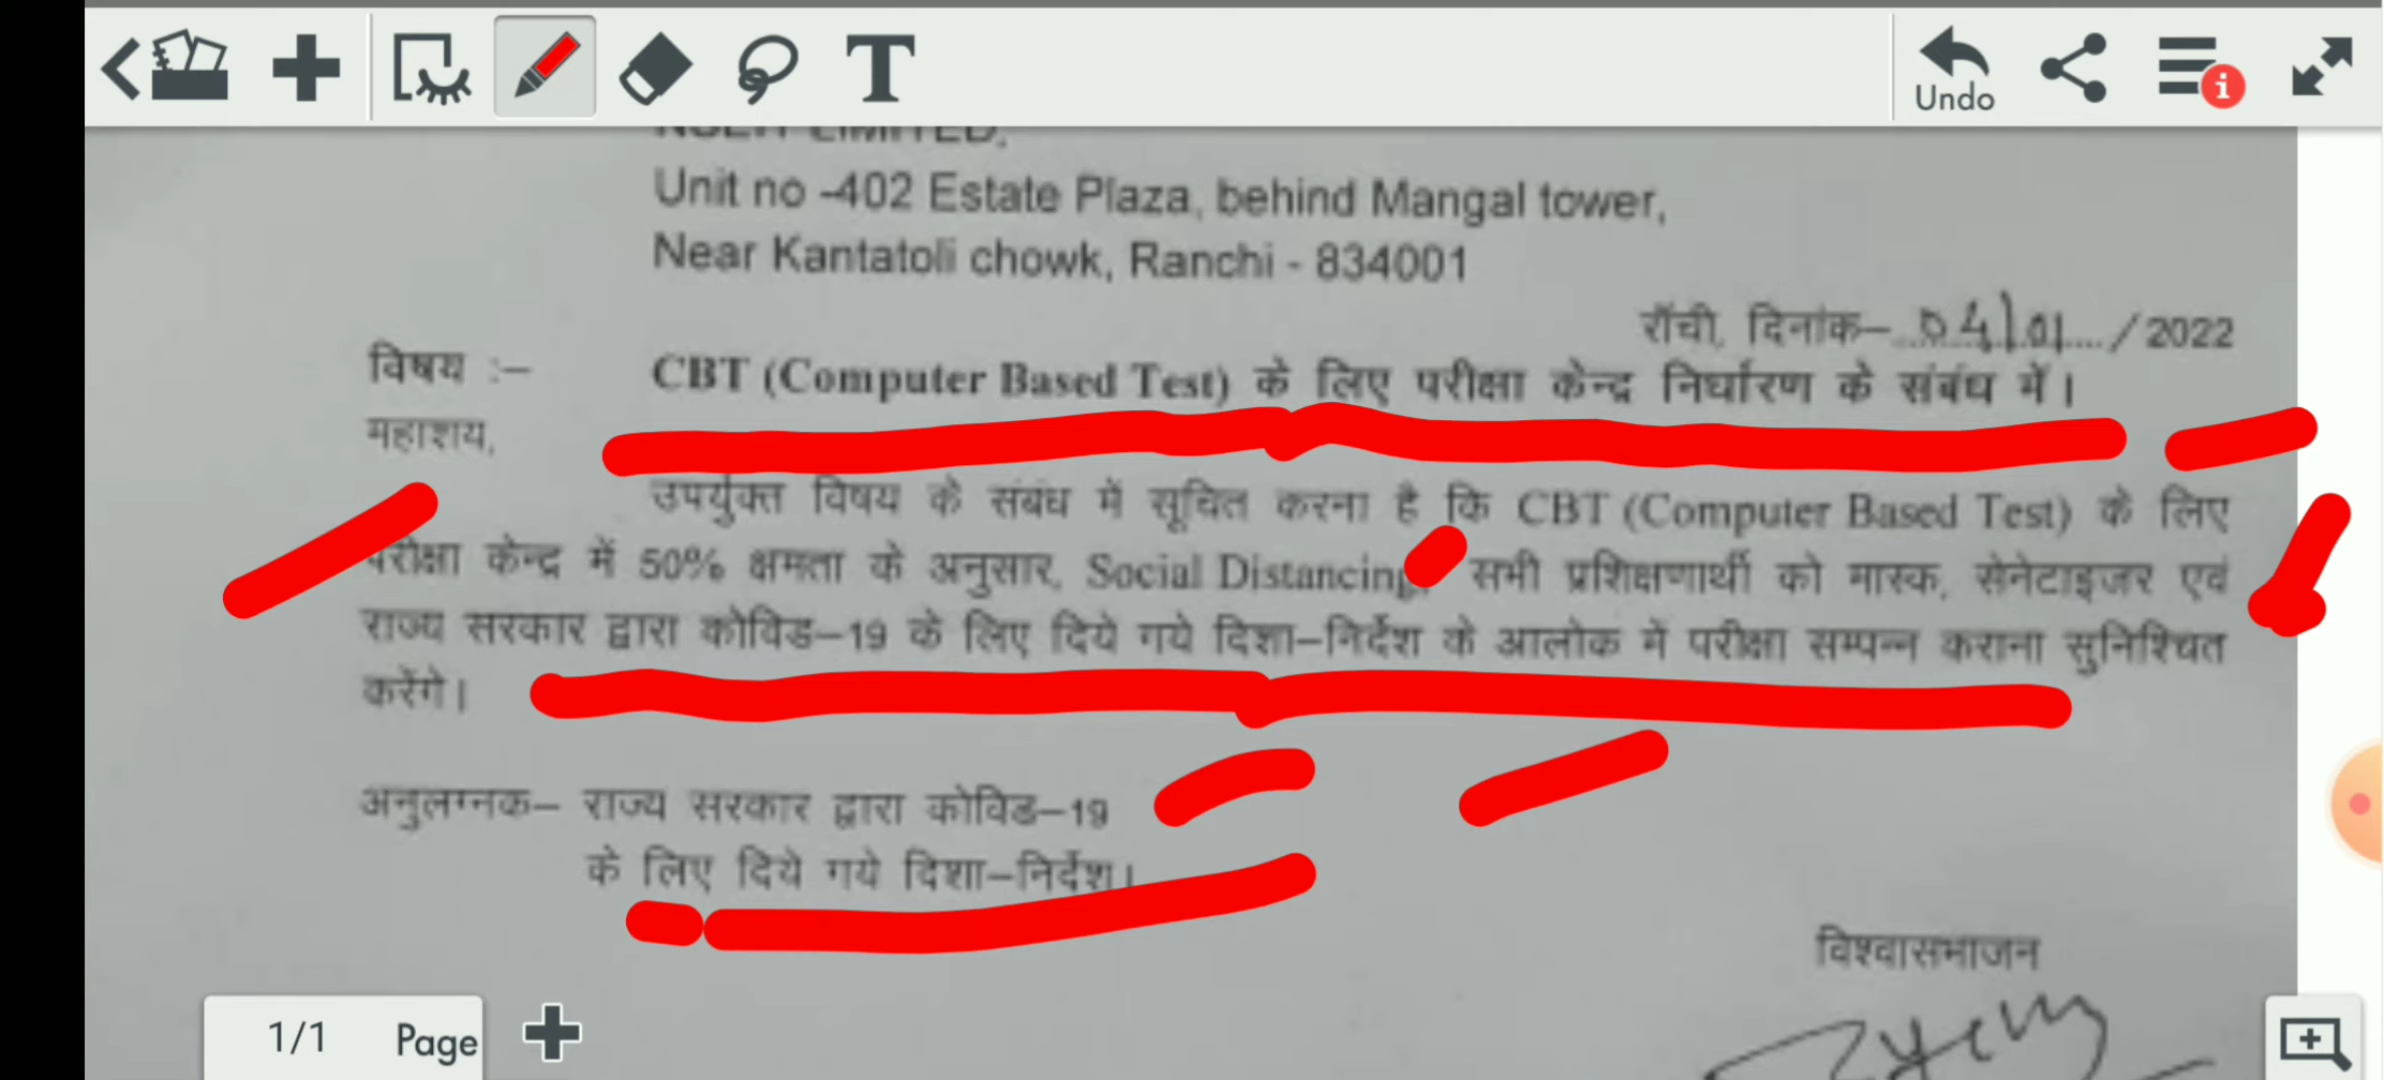 Undo
LIMITED,
Unit no -402 Estate Plaza, behind Mangal tower,
Near Kantatoli chowk, Ranchi - 834001
राँची, दिनांक–..04/01..../2022
विषय :– CBT (Computer Based Test) के लिए परीक्षा केन्द्र निर्धारण के संबंध में।
महाशय,
उपर्युक्त विषय के संबंध में सूचित करना है कि CBT (Computer Based Test) के लिए
परीक्षा केन्द्र में 50% क्षमता के अनुसार, Social Distancing, सभी प्रशिक्षणार्थी को मास्क, सेनेटाइजर एवं
राज्य सरकार द्वारा कोविड–19 के लिए दिये गये दिशा–निर्देश के आलोक में परीक्षा सम्पन्न कराना सुनिश्चित
करेंगे।
अनुलग्नक– राज्य सरकार द्वारा कोविड–19
के लिए दिये गये दिशा–निर्देश।
विश्वासभाजन
1/1 Page